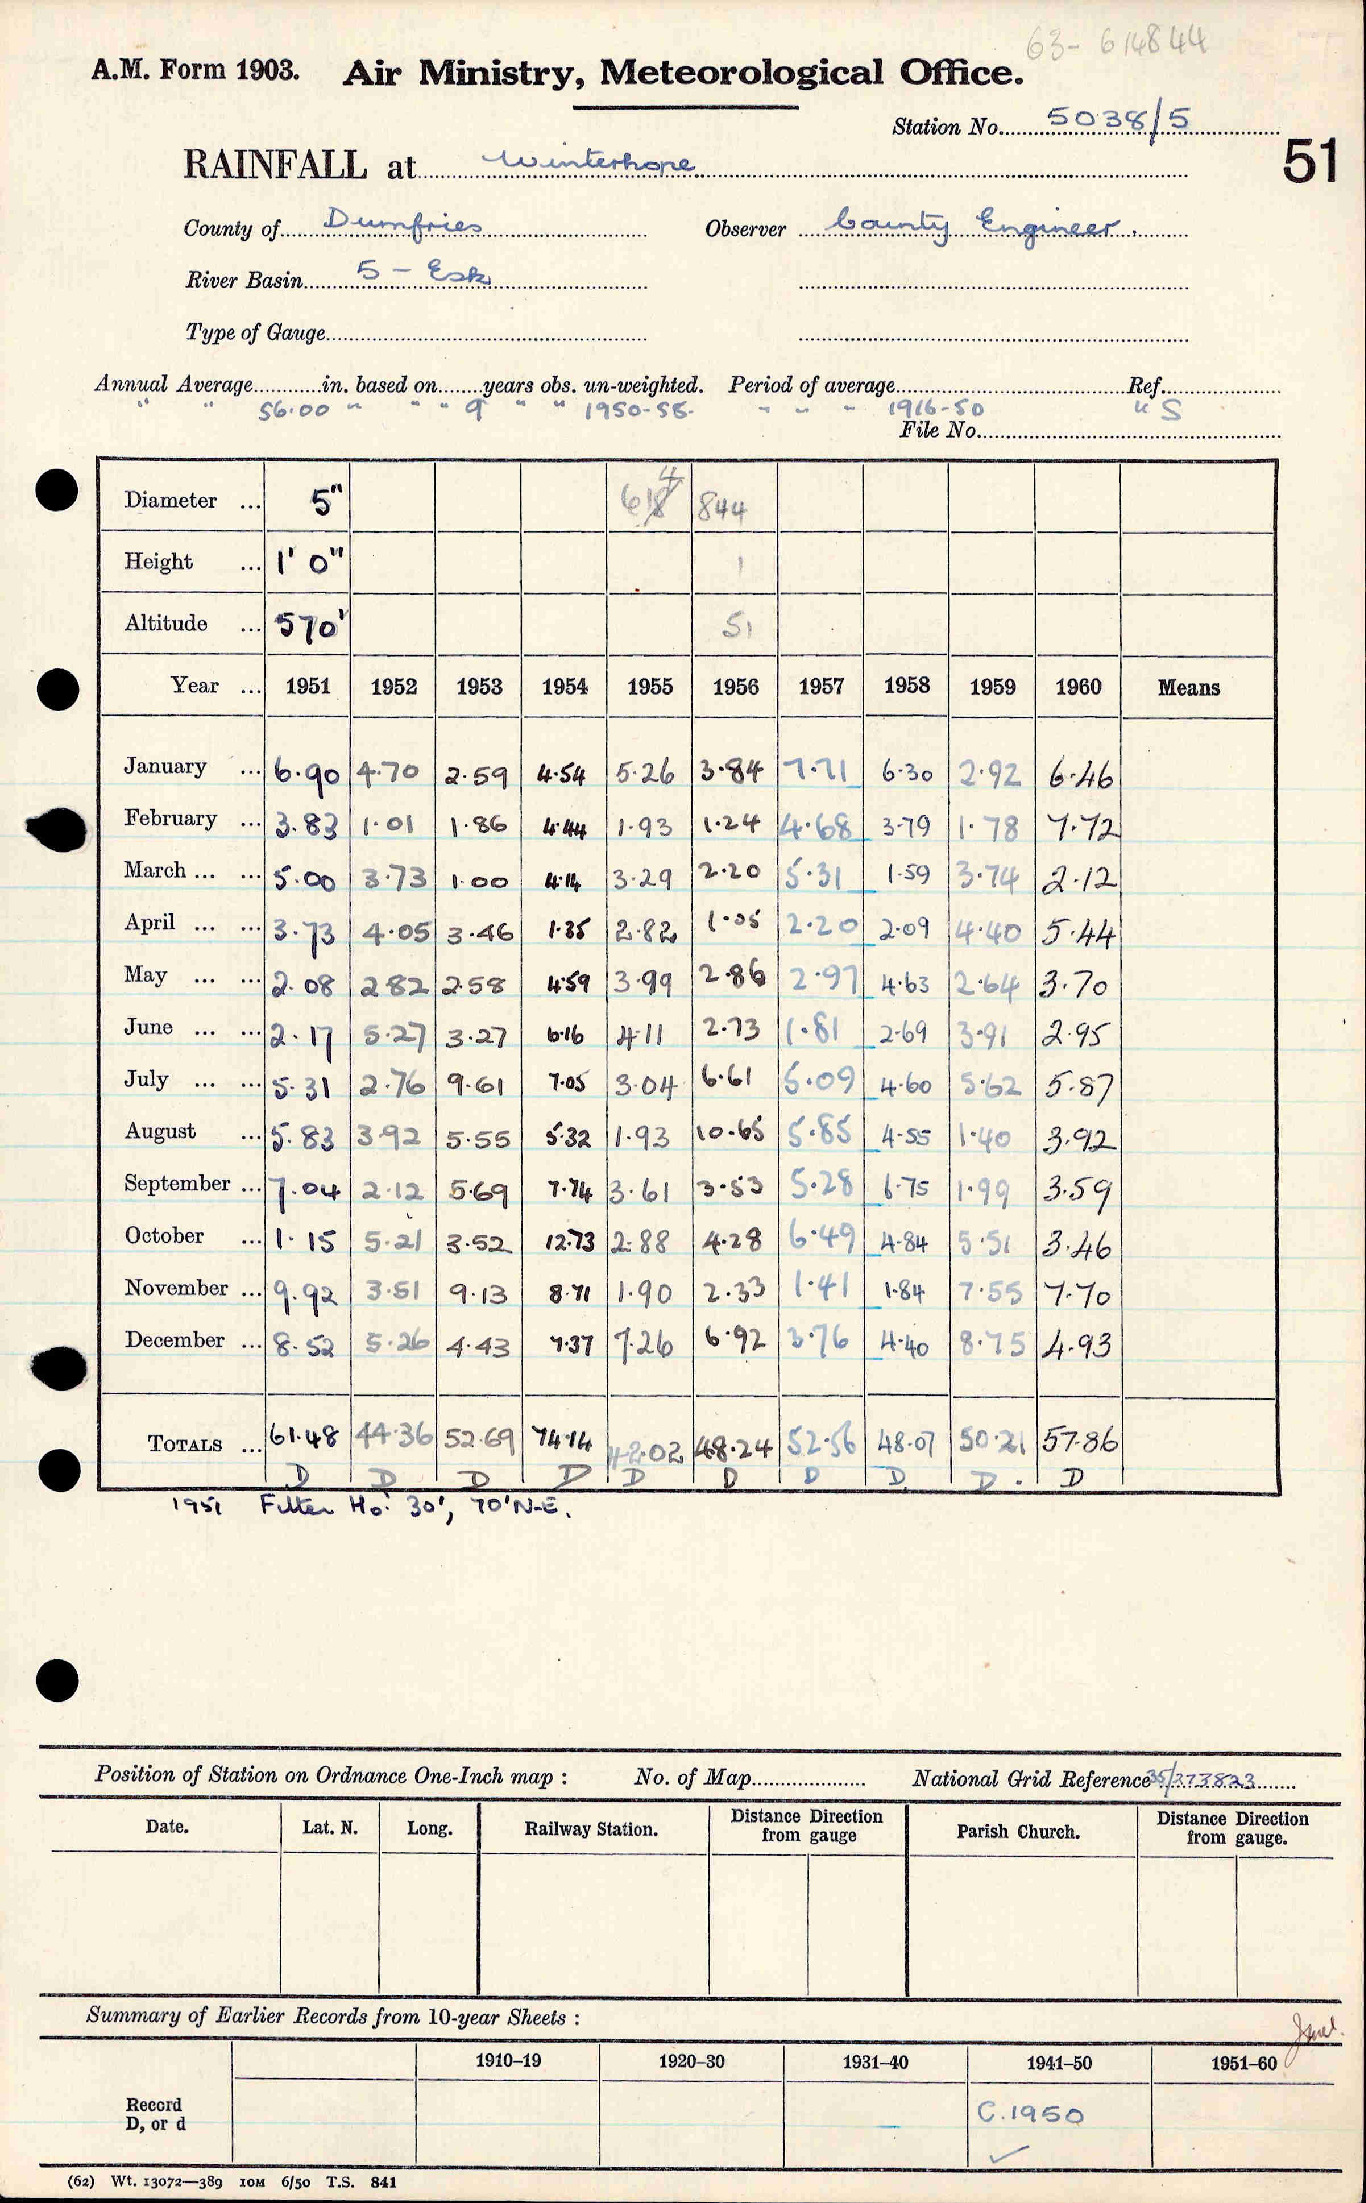 63-614844
A.M. Form 1903. Air Ministry, Meteorological Office.
Station No. 5038/5
51
RAINFALL at Winterhope
County of Dumfries Observer County Engineer.
River Basin 5 - Esk
Type of Gauge
Annual Average in. based on years obs. un-weighted. Period of average Ref.
" " 56.00 " " " 9 " " 1950-58. " " " 1916-50 " S
File No.
Diameter ... 5" 618 4 844
Height ... 1' 0" 1
Altitude ... 570' 51
Year ... 1951 1952 1953 1954 1955 1956 1957 1958 1959 1960 Means
January ... 6.90 4.70 2.59 4.54 5.26 3.84 7.71 6.30 2.92 6.46
February ... 3.83 1.01 1.86 4.44 1.93 1.24 4.68 3.79 1.78 7.72
March ... ... 5.00 3.73 1.00 4.14 3.29 2.20 5.31 1.59 3.74 2.12
April ... ... 3.73 4.05 3.46 1.35 2.82 1.05 2.20 2.09 4.40 5.44
May ... ... 2.08 2.82 2.58 4.59 3.99 2.86 2.97 4.63 2.64 3.70
June ... ... 2.17 5.27 3.27 6.16 4.11 2.73 1.81 2.69 3.91 2.95
July ... ... 5.31 2.76 9.61 7.05 3.04 6.61 5.09 4.60 5.62 5.87
August ... 5.83 3.92 5.55 5.32 1.93 10.65 5.85 4.55 1.40 3.92
September ... 7.04 2.12 5.69 7.74 3.61 3.53 5.28 6.75 1.99 3.59
October ... 1.15 5.21 3.52 12.73 2.88 4.28 6.49 4.84 5.51 3.46
November ... 9.92 3.51 9.13 8.71 1.90 2.33 1.41 1.84 7.55 7.70
December ... 8.52 5.26 4.43 7.37 7.26 6.92 3.76 4.40 8.75 4.93
TOTALS ... 61.48 44.36 52.69 74.14 42.02 48.24 52.56 48.07 50.21 57.86
D D D D D D D D D. D
1951 Filter Ho: 30', 70'N-E.
Position of Station on Ordnance One-Inch map : No. of Map National Grid Reference 35/373823
Date. Lat. N. Long. Railway Station. Distance Direction from gauge Parish Church. Distance Direction from gauge.
Summary of Earlier Records from 10-year Sheets :
1910–19 1920–30 1931–40 1941–50 1951–60
Record
D, or d
C.1950
(62) Wt. 13072—389 10M 6/50 T.S. 841